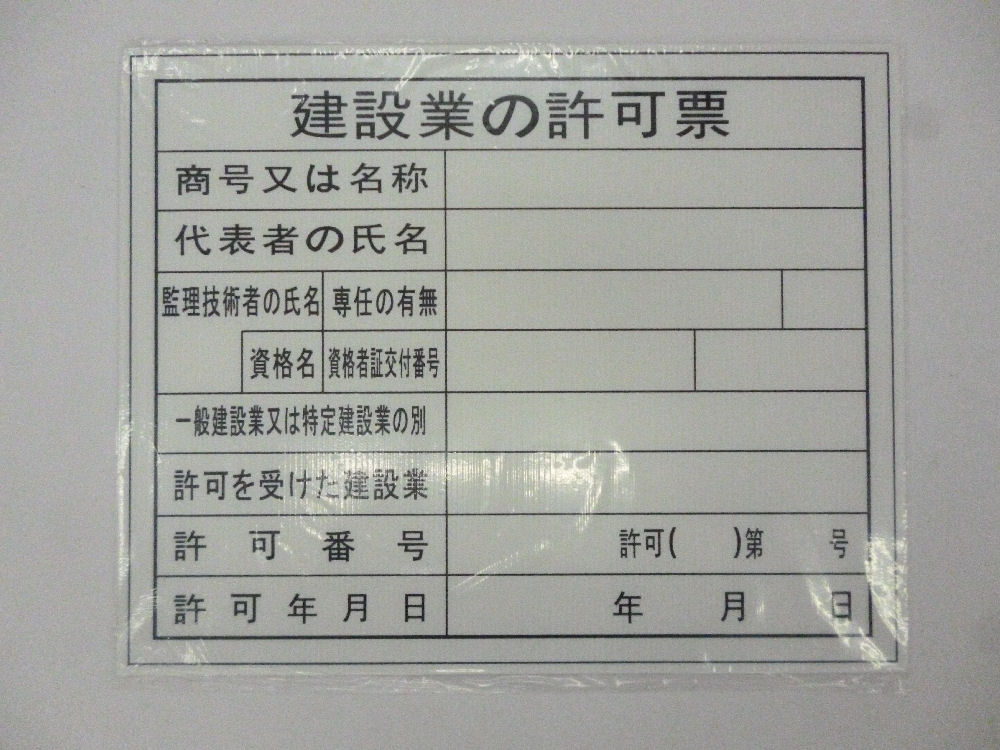 建設業の許可票
商号又は名称
代表者の氏名
監理技術者の氏名 専任の有無
資格名 資格者証交付番号
一般建設業又は特定建設業の別
許可を受けた建設業
許可番号 許可( )第 号
許可年月日 年 月 日